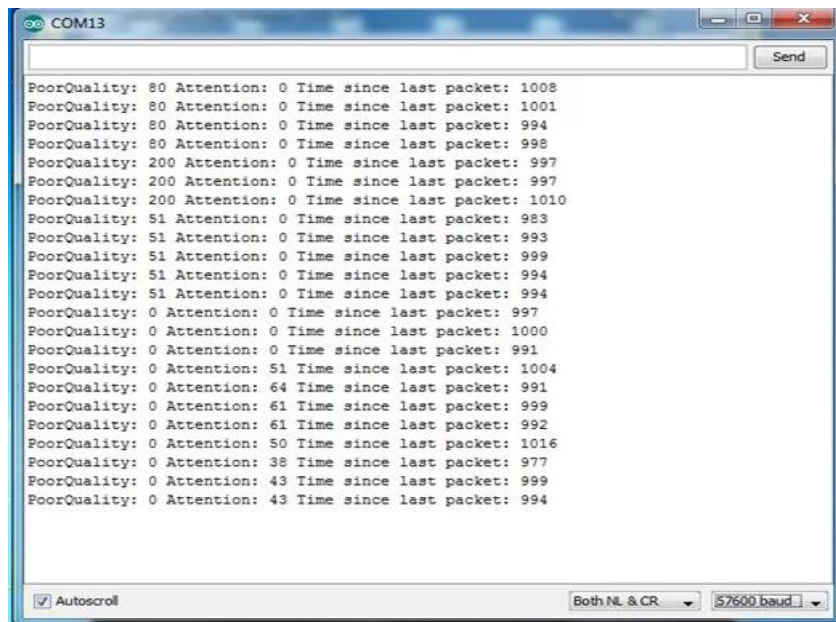 COM13
Send
PoorQuality: 80 Attention: 0 Time since last packet: 1008
PoorQuality: 80 Attention: 0 Time since last packet: 1001
PoorQuality: 80 Attention: 0 Time since last packet: 994
PoorQuality: 80 Attention: 0 Time since last packet: 998
PoorQuality: 200 Attention: 0 Time since last packet: 997
PoorQuality: 200 Attention: 0 Time since last packet: 997
PoorQuality: 200 Attention: 0 Time since last packet: 1010
PoorQuality: 51 Attention: 0 Time since last packet: 983
PoorQuality: 51 Attention: 0 Time since last packet: 993
PoorQuality: 51 Attention: 0 Time since last packet: 999
PoorQuality: 51 Attention: 0 Time since last packet: 994
PoorQuality: 51 Attention: 0 Time since last packet: 994
PoorQuality: 0 Attention: 0 Time since last packet: 997
PoorQuality: 0 Attention: 0 Time since last packet: 1000
PoorQuality: 0 Attention: 0 Time since last packet: 991
PoorQuality: 0 Attention: 51 Time since last packet: 1004
PoorQuality: 0 Attention: 64 Time since last packet: 991
PoorQuality: 0 Attention: 61 Time since last packet: 999
PoorQuality: 0 Attention: 61 Time since last packet: 992
PoorQuality: 0 Attention: 50 Time since last packet: 1016
PoorQuality: 0 Attention: 38 Time since last packet: 977
PoorQuality: 0 Attention: 43 Time since last packet: 999
PoorQuality: 0 Attention: 43 Time since last packet: 994
Autoscroll Both NL & CR 57600 baud